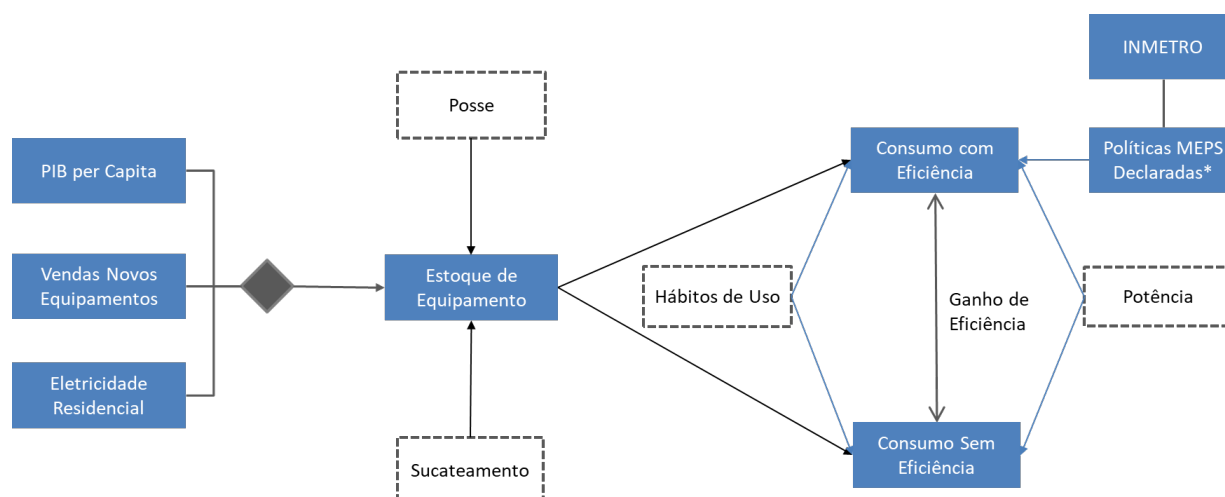 INMETRO
Posse
PIB per Capita
Consumo com
Eficiência
Políticas MEPS
Declaradas*
Vendas Novos
Equipamentos
Estoque de
Equipamento
Hábitos de Uso
Ganho de
Eficiência
Potência
Eletricidade
Residencial
Sucateamento
Consumo Sem
Eficiência